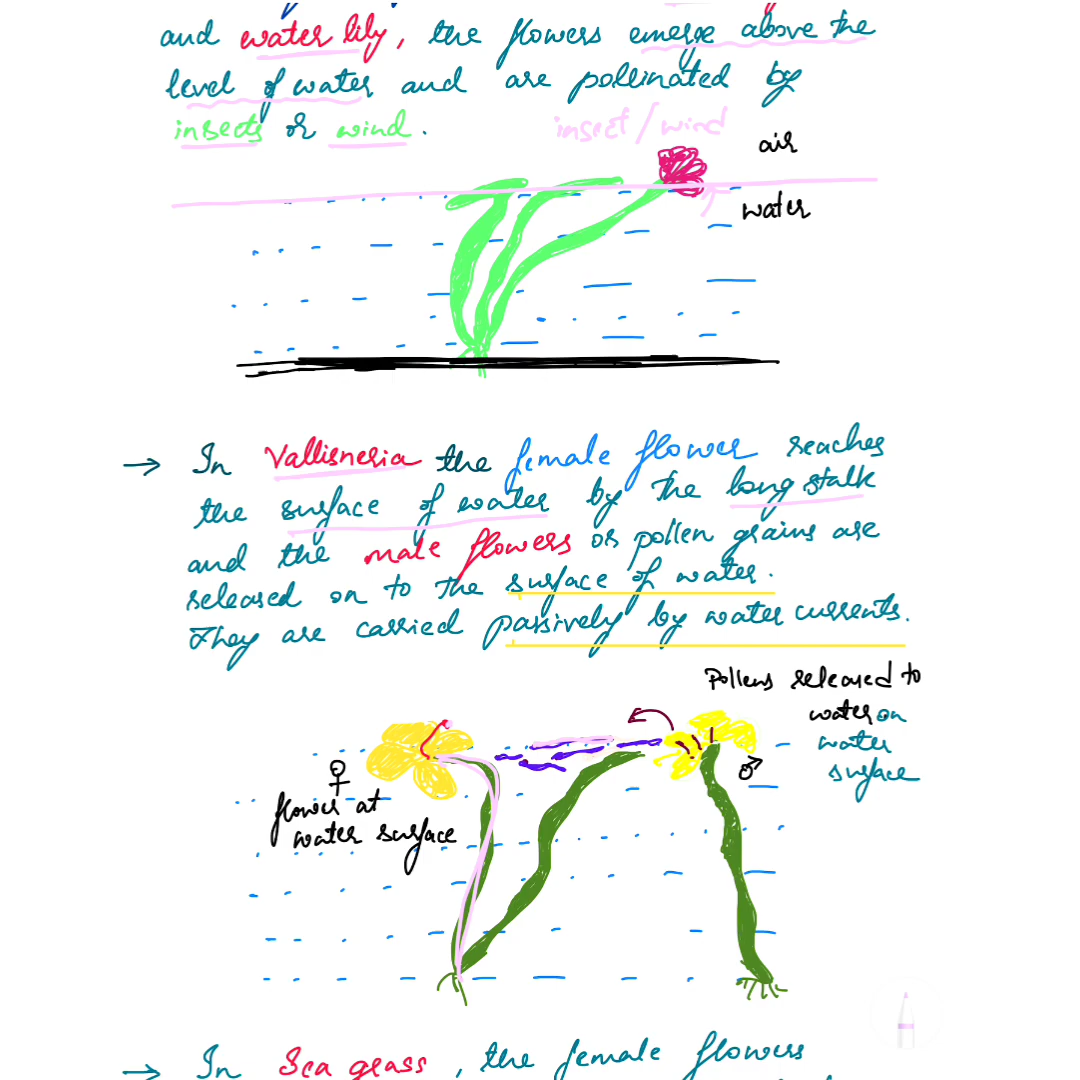 and water lily, the flowers emerge above the
level of water and are pollinated by
insects or wind.
insect/wind
air
water
→ In Vallisneria the female flower reaches
the surface of water by the long stalk
and the male flowers or pollen grains are
released on to the surface of water.
They are carried passively by water currents.
Pollens released to
water on
water
surface
♂
♀
flower at
water surface
→ In Sea grass, the female flowers